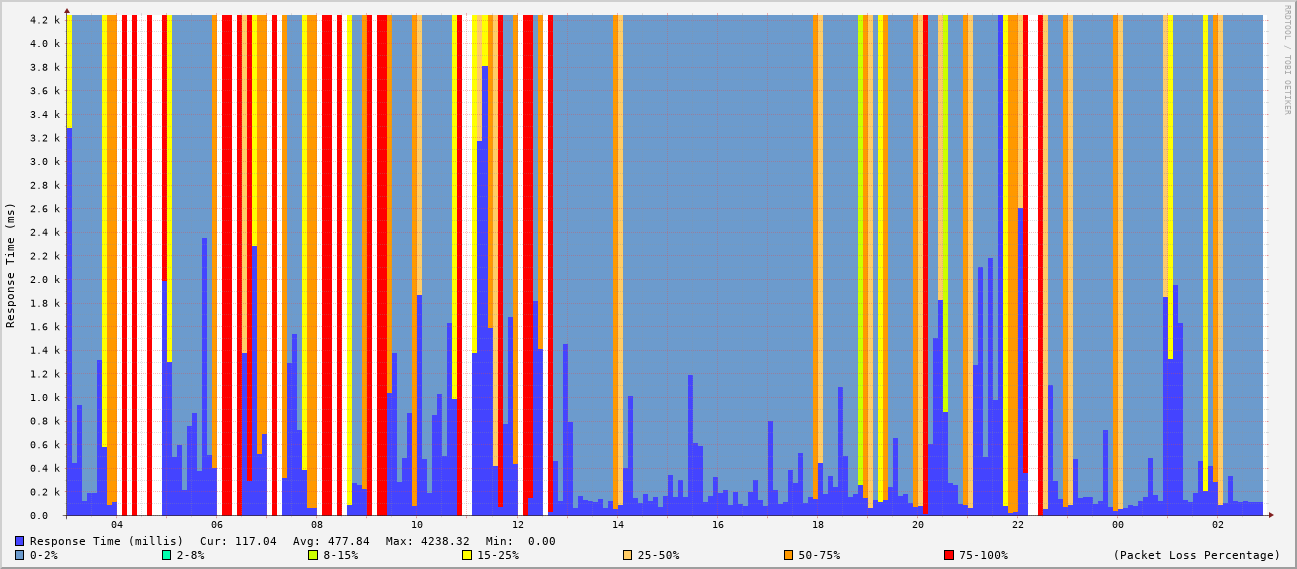 4.2 k
4.0 k
3.8 k
3.6 k
3.4 k
3.2 k
3.0 k
2.8 k
2.6 k
2.4 k
2.2 k
2.0 k
1.8 k
1.6 k
1.4 k
1.2 k
1.0 k
0.8 k
0.6 k
0.4 k
0.2 k
0.0
Response Time (ms)
RRDTOOL / TOBI OETIKER
04 06 08 10 12 14 16 18 20 22 00 02
Response Time (millis) Cur: 117.04 Avg: 477.84 Max: 4238.32 Min: 0.00
0-2% 2-8% 8-15% 15-25% 25-50% 50-75% 75-100% (Packet Loss Percentage)